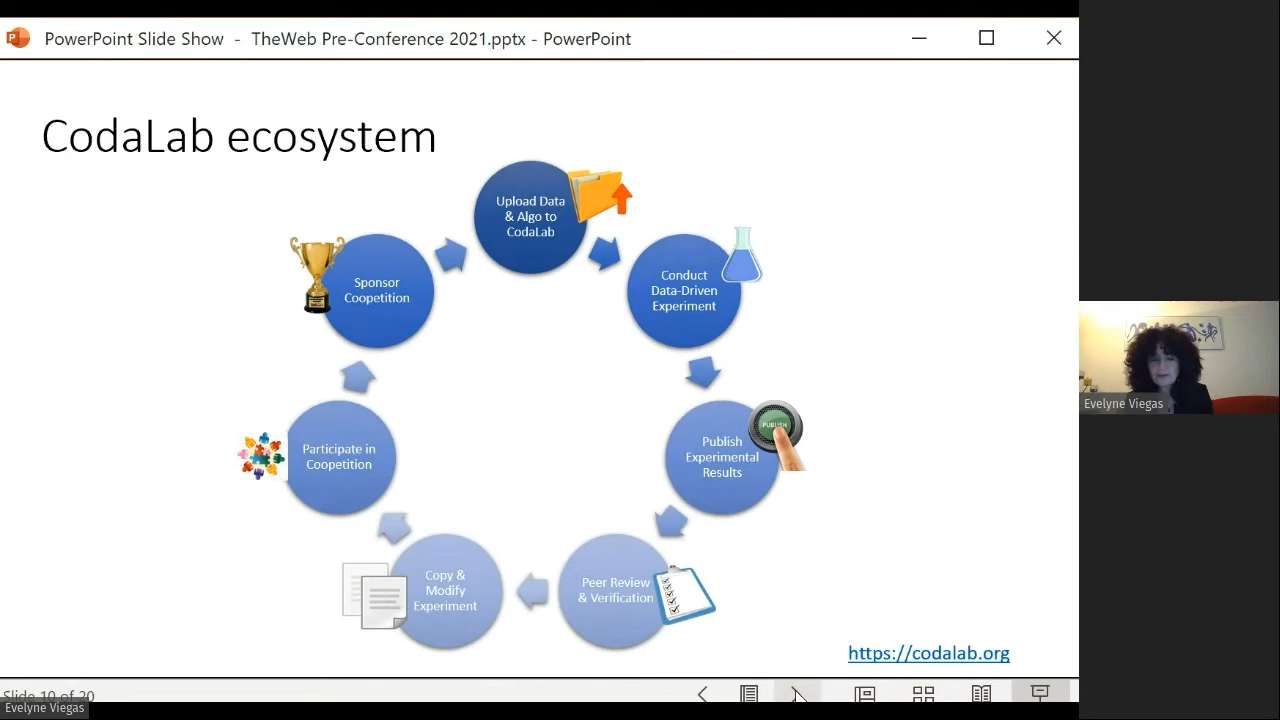 PowerPoint Slide Show - TheWeb Pre-Conference 2021.pptx - PowerPoint
CodaLab ecosystem
Upload Data
& Algo to
CodaLab
Conduct
Data-Driven
Experiment
Publish
Experimental
Results
PUBLISH
Peer Review
& Verification
Copy &
Modify
Experiment
Participate in
Coopetition
Sponsor
Coopetition
https://codalab.org
Slide 10 of 20
Evelyne Viegas
Evelyne Viegas